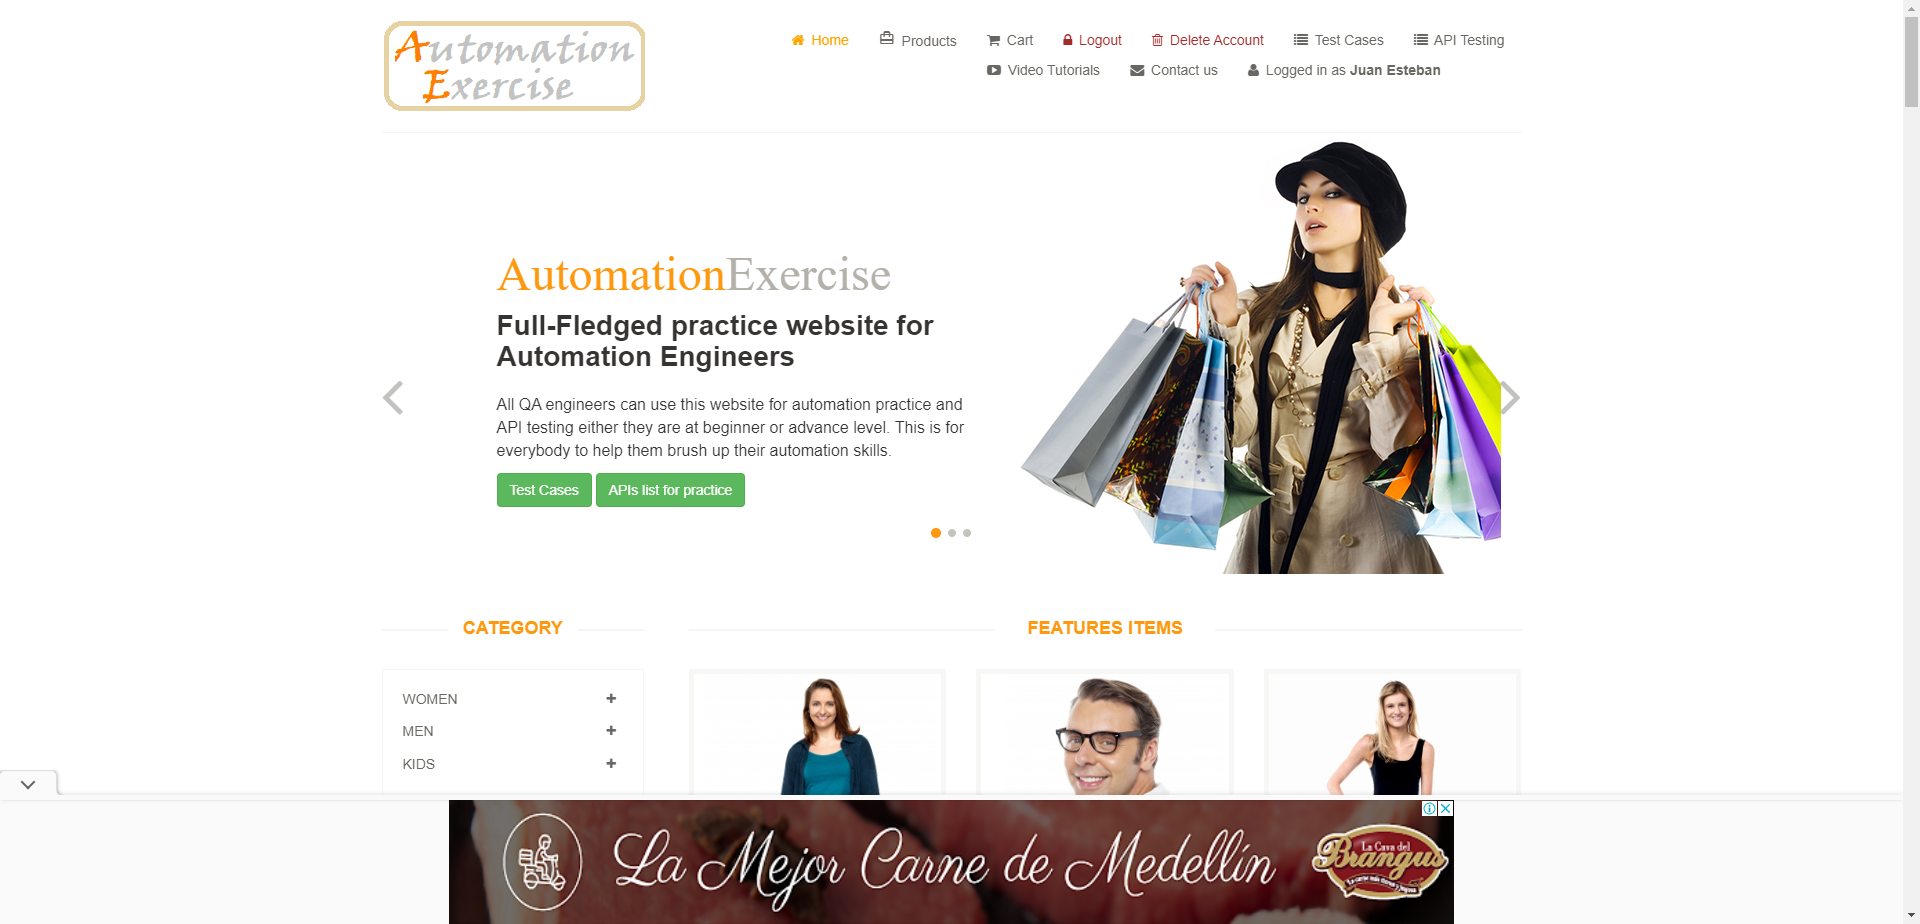 Automation
Exercise
Home
Products
Cart
Logout
Delete Account
Test Cases
API Testing
Video Tutorials
Contact us
Logged in as Juan Esteban
AutomationExercise
Full-Fledged practice website for
Automation Engineers
All QA engineers can use this website for automation practice and
API testing either they are at beginner or advance level. This is for
everybody to help them brush up their automation skills.
Test Cases
APIs list for practice
CATEGORY
FEATURES ITEMS
WOMEN
MEN
KIDS
La Mejor Carne de Medellín
La Cava del
Brangus